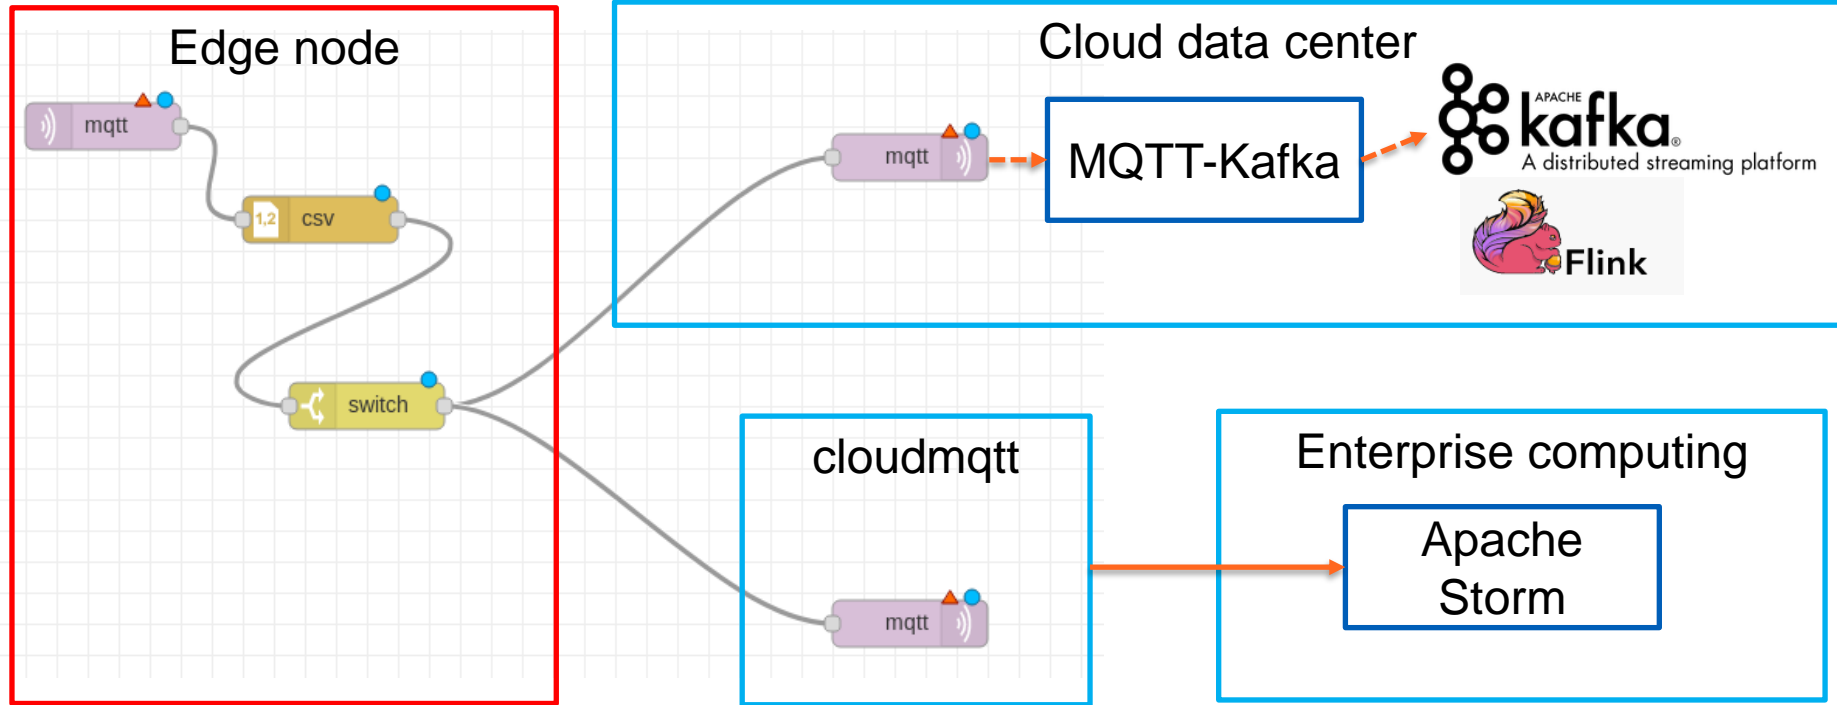 Edge node
mqtt
1,2
csv
switch
Cloud data center
mqtt
MQTT-Kafka
APACHE
kafka®
A distributed streaming platform
Flink
cloudmqtt
mqtt
Enterprise computing
Apache
Storm